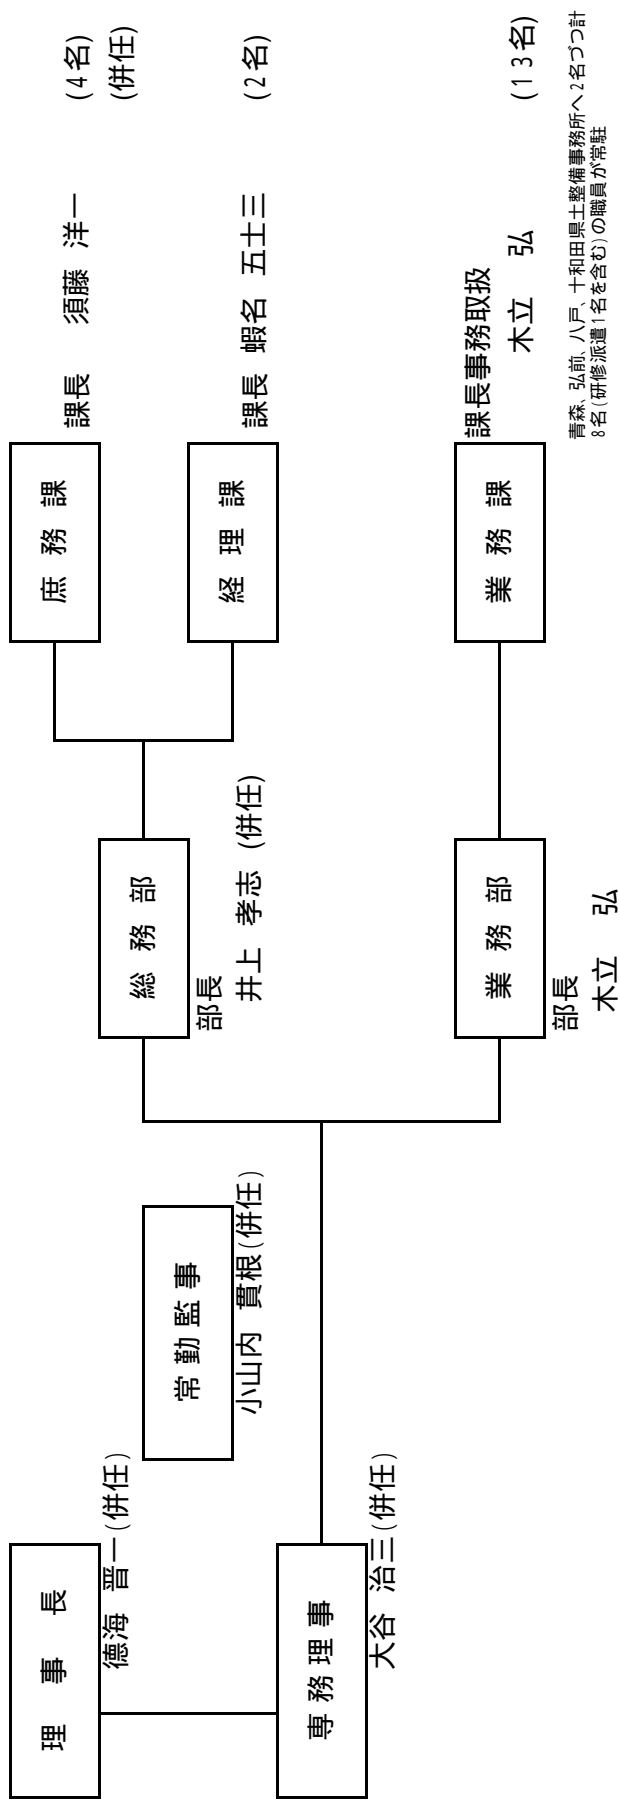 理事長
德海 晋一(併任)
専務理事
大谷 治三(併任)
常勤監事
小山内 貫根(併任)
総務部
部長
井上 孝志 (併任)
業務部
部長
木立 弘
庶務課
課長 須藤 洋一 (4名)
(併任)
経理課
課長 蝦名 五士三 (2名)
業務課
課長事務取扱
木立 弘 (13名)
青森、弘前、八戸、十和田県土整備事務所へ2名づつ計
8名(研修派遣1名を含む)の職員が常駐